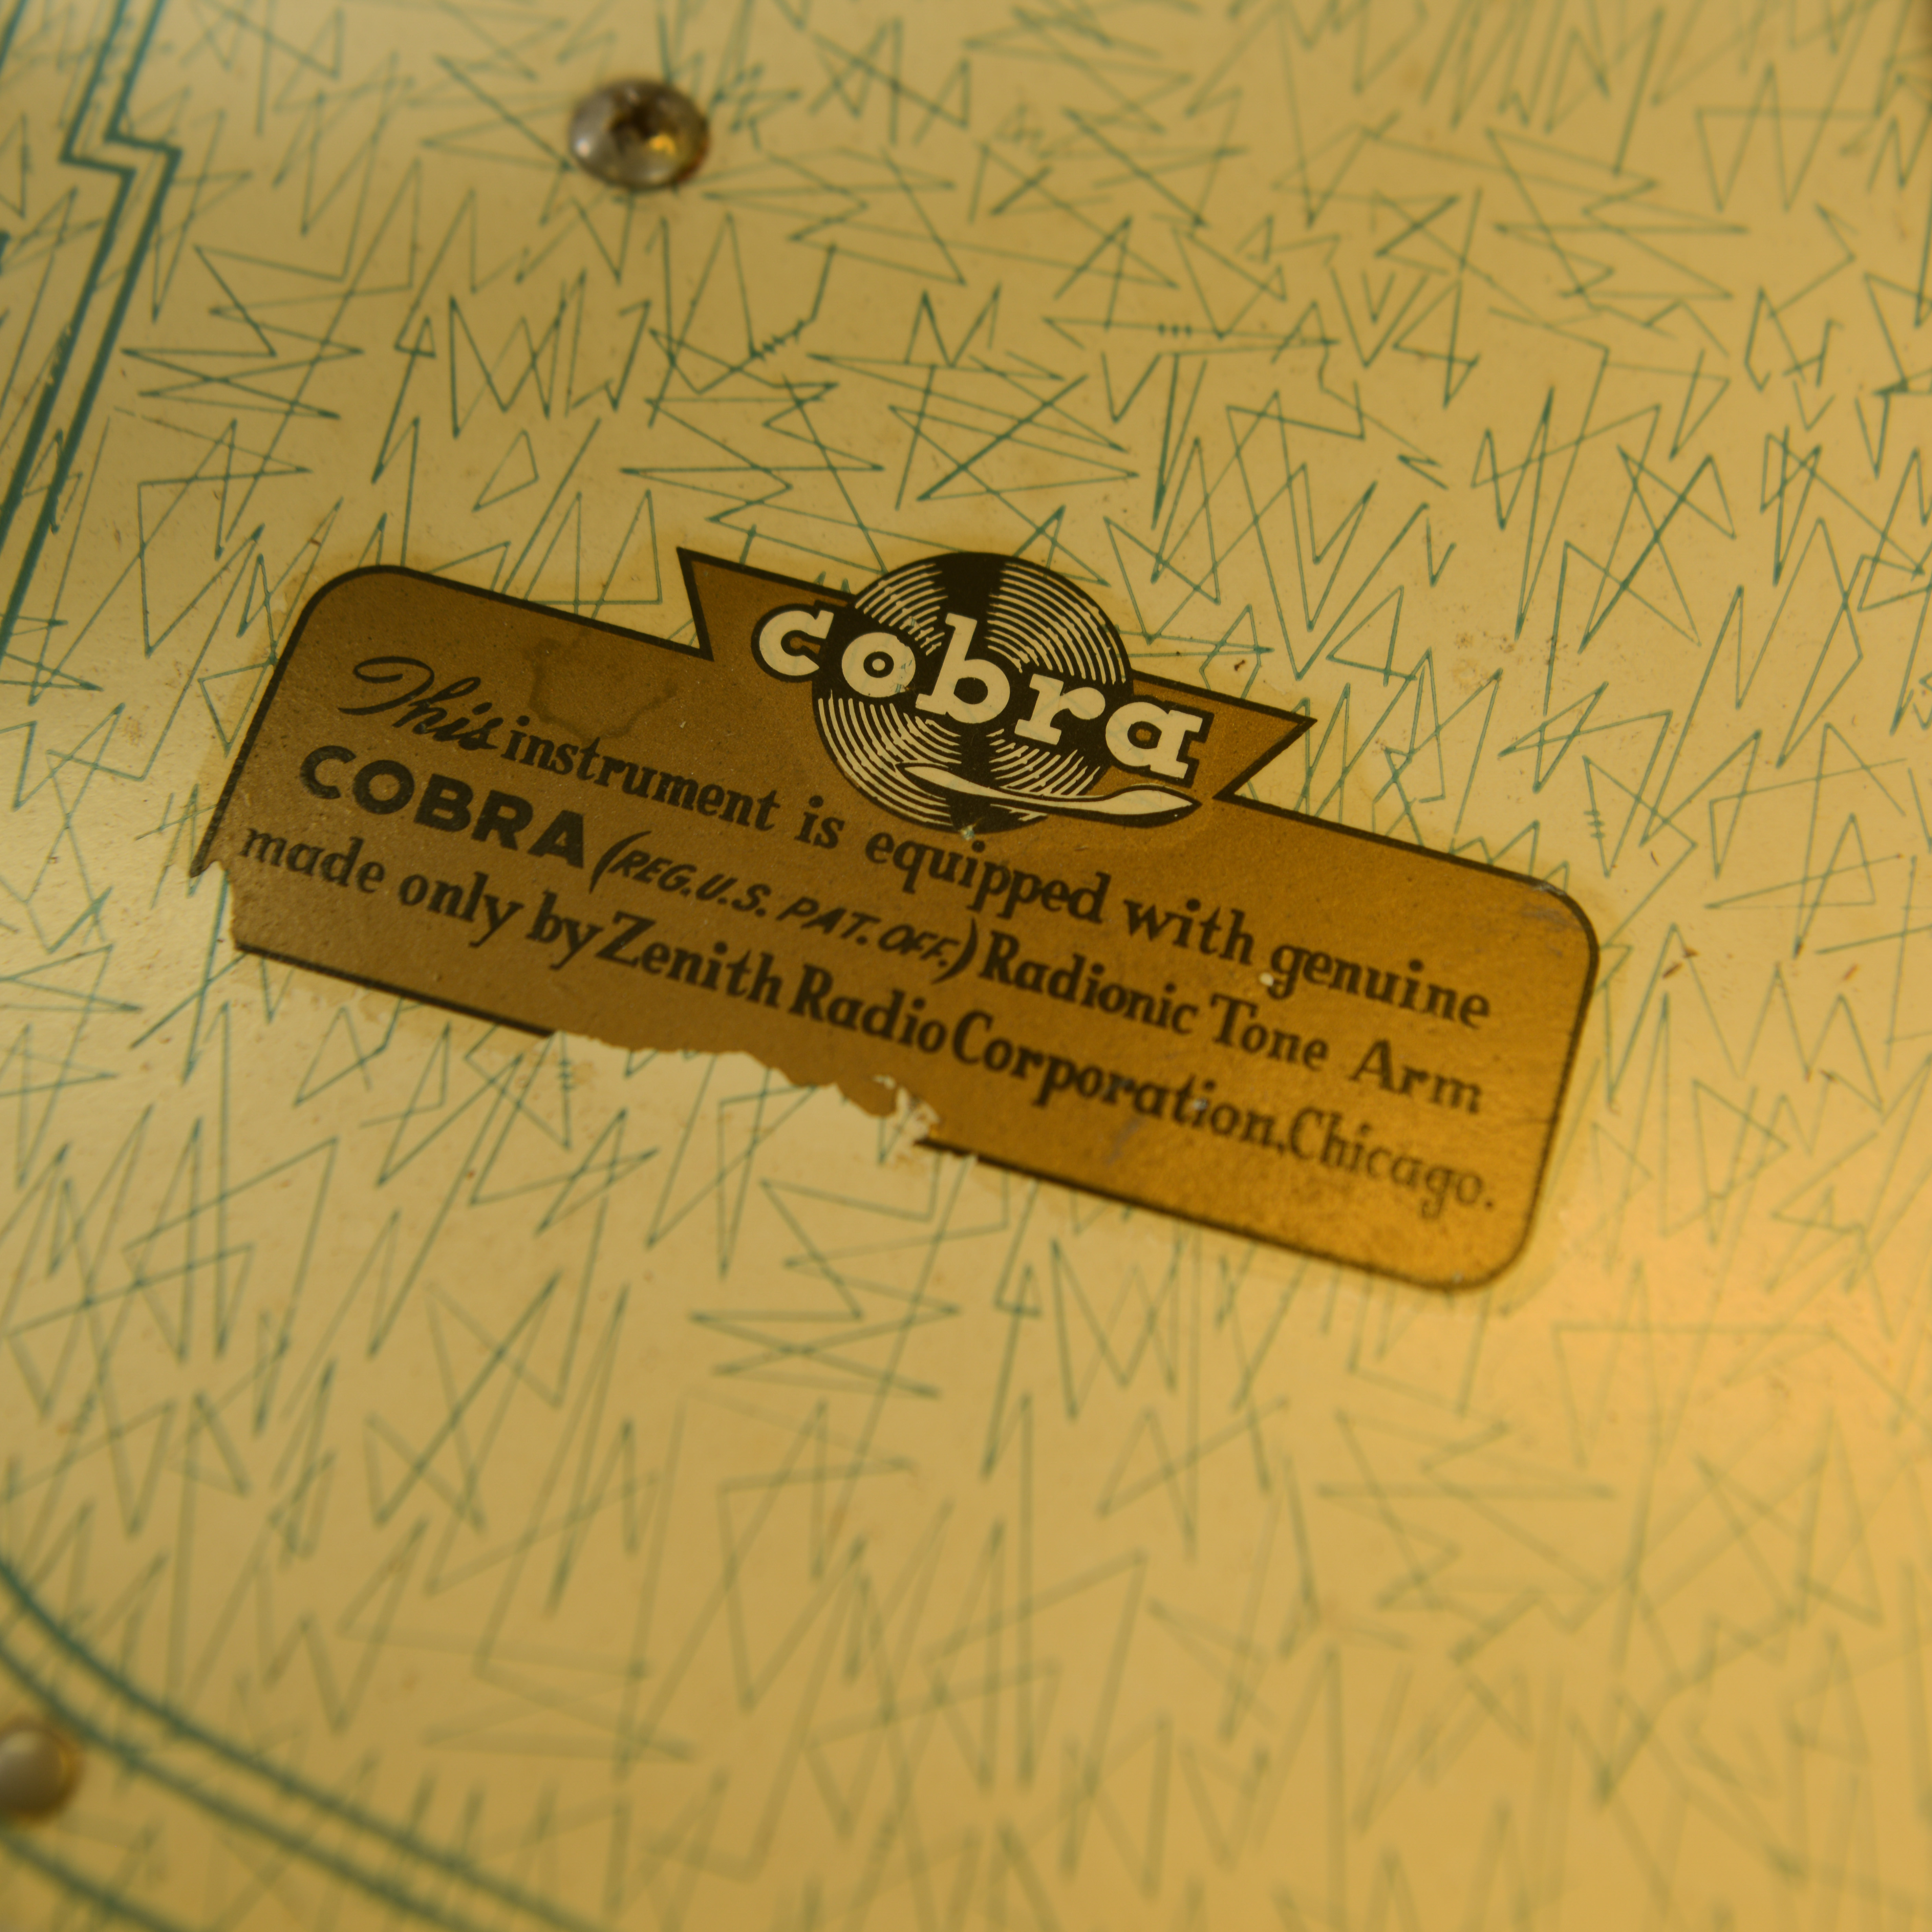 cobra
This instrument is equipped with genuine
COBRA (REG.U.S. PAT. OFF.) Radionic Tone Arm
made only by Zenith Radio Corporation, Chicago.